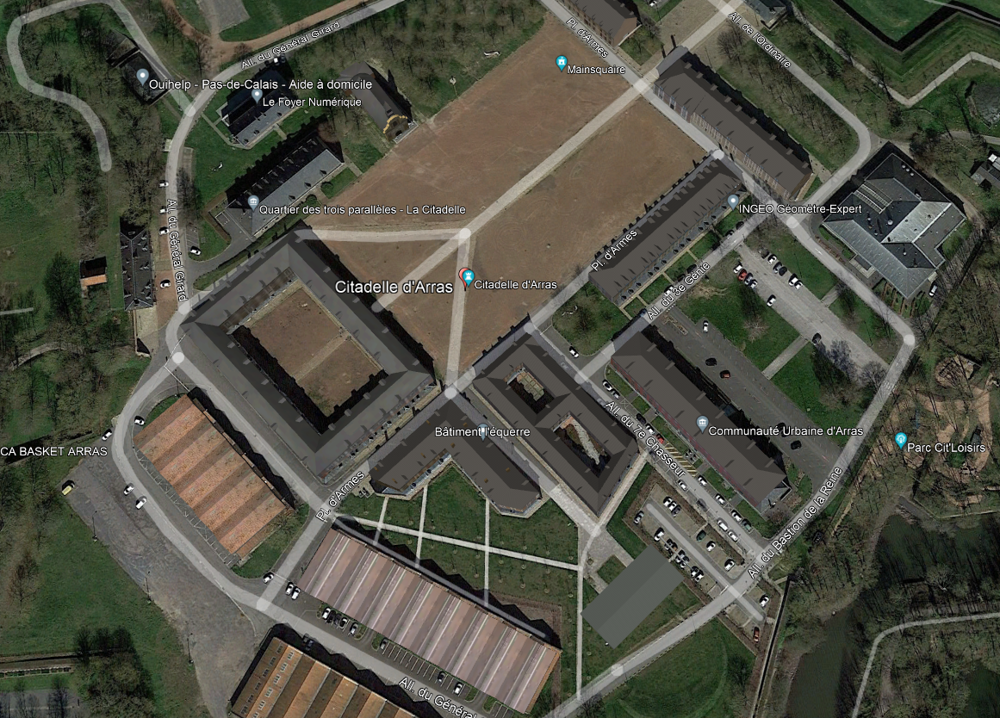 All. du Général Girard
Pl. d'Armes
All. de l'Ordinaire
Mainsquaire
Ouihelp - Pas-de-Calais - Aide à domicile
Le Foyer Numérique
Quartier des trois parallèles - La Citadelle
INGEO Géomètre-Expert
All. du Général Girard
Pl. d'Armes
Citadelle d'Arras
Citadelle d'Arras
All. du 3e Génie
Bâtiment l'équerre
All. du 7e Chasseur
Communauté Urbaine d'Arras
Parc Cit'Loisirs
CA BASKET ARRAS
Pl. d'Armes
All. du Bastion de la Reine
All. du Général